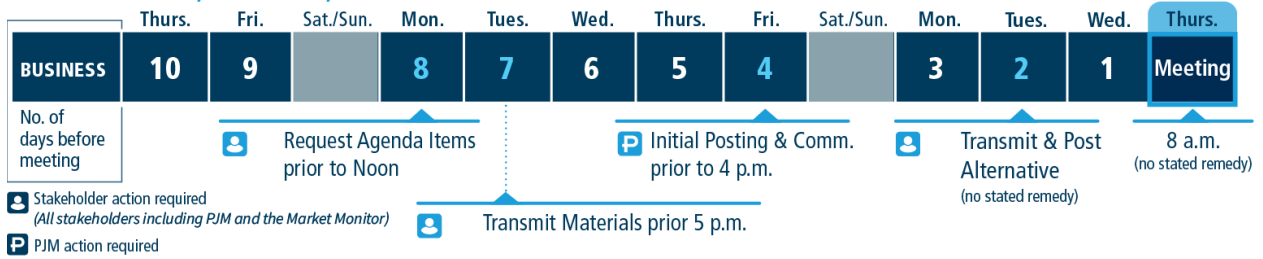 Thurs. Fri. Sat./Sun. Mon. Tues. Wed. Thurs. Fri. Sat./Sun. Mon. Tues. Wed. Thurs.
BUSINESS 10 9 8 7 6 5 4 3 2 1 Meeting
No. of
days before
meeting
Request Agenda Items
prior to Noon
P Initial Posting & Comm.
prior to 4 p.m.
Transmit & Post
Alternative
(no stated remedy)
8 a.m.
(no stated remedy)
Transmit Materials prior 5 p.m.
Stakeholder action required
(All stakeholders including PJM and the Market Monitor)
P PJM action required